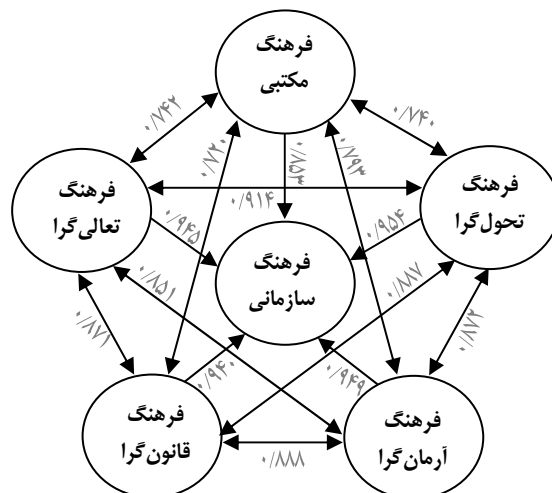 فرهنگ
مکتبی
۰/۷۴۲
۰/۷۴۰
۰/۷۲۰
۰/۸۵۳
۰/۷۹۳
فرهنگ
تحول‌گرا
فرهنگ
تعالی‌گرا
۰/۹۱۴
۰/۹۵۴
۰/۹۴۵
فرهنگ
سازمانی
۰/۸۸۷
۰/۸۵۱
۰/۸۷۲
۰/۸۷۱
۰/۹۴۹
۰/۹۴۰
فرهنگ
آرمان‌گرا
فرهنگ
قانون‌گرا
۰/۸۸۸